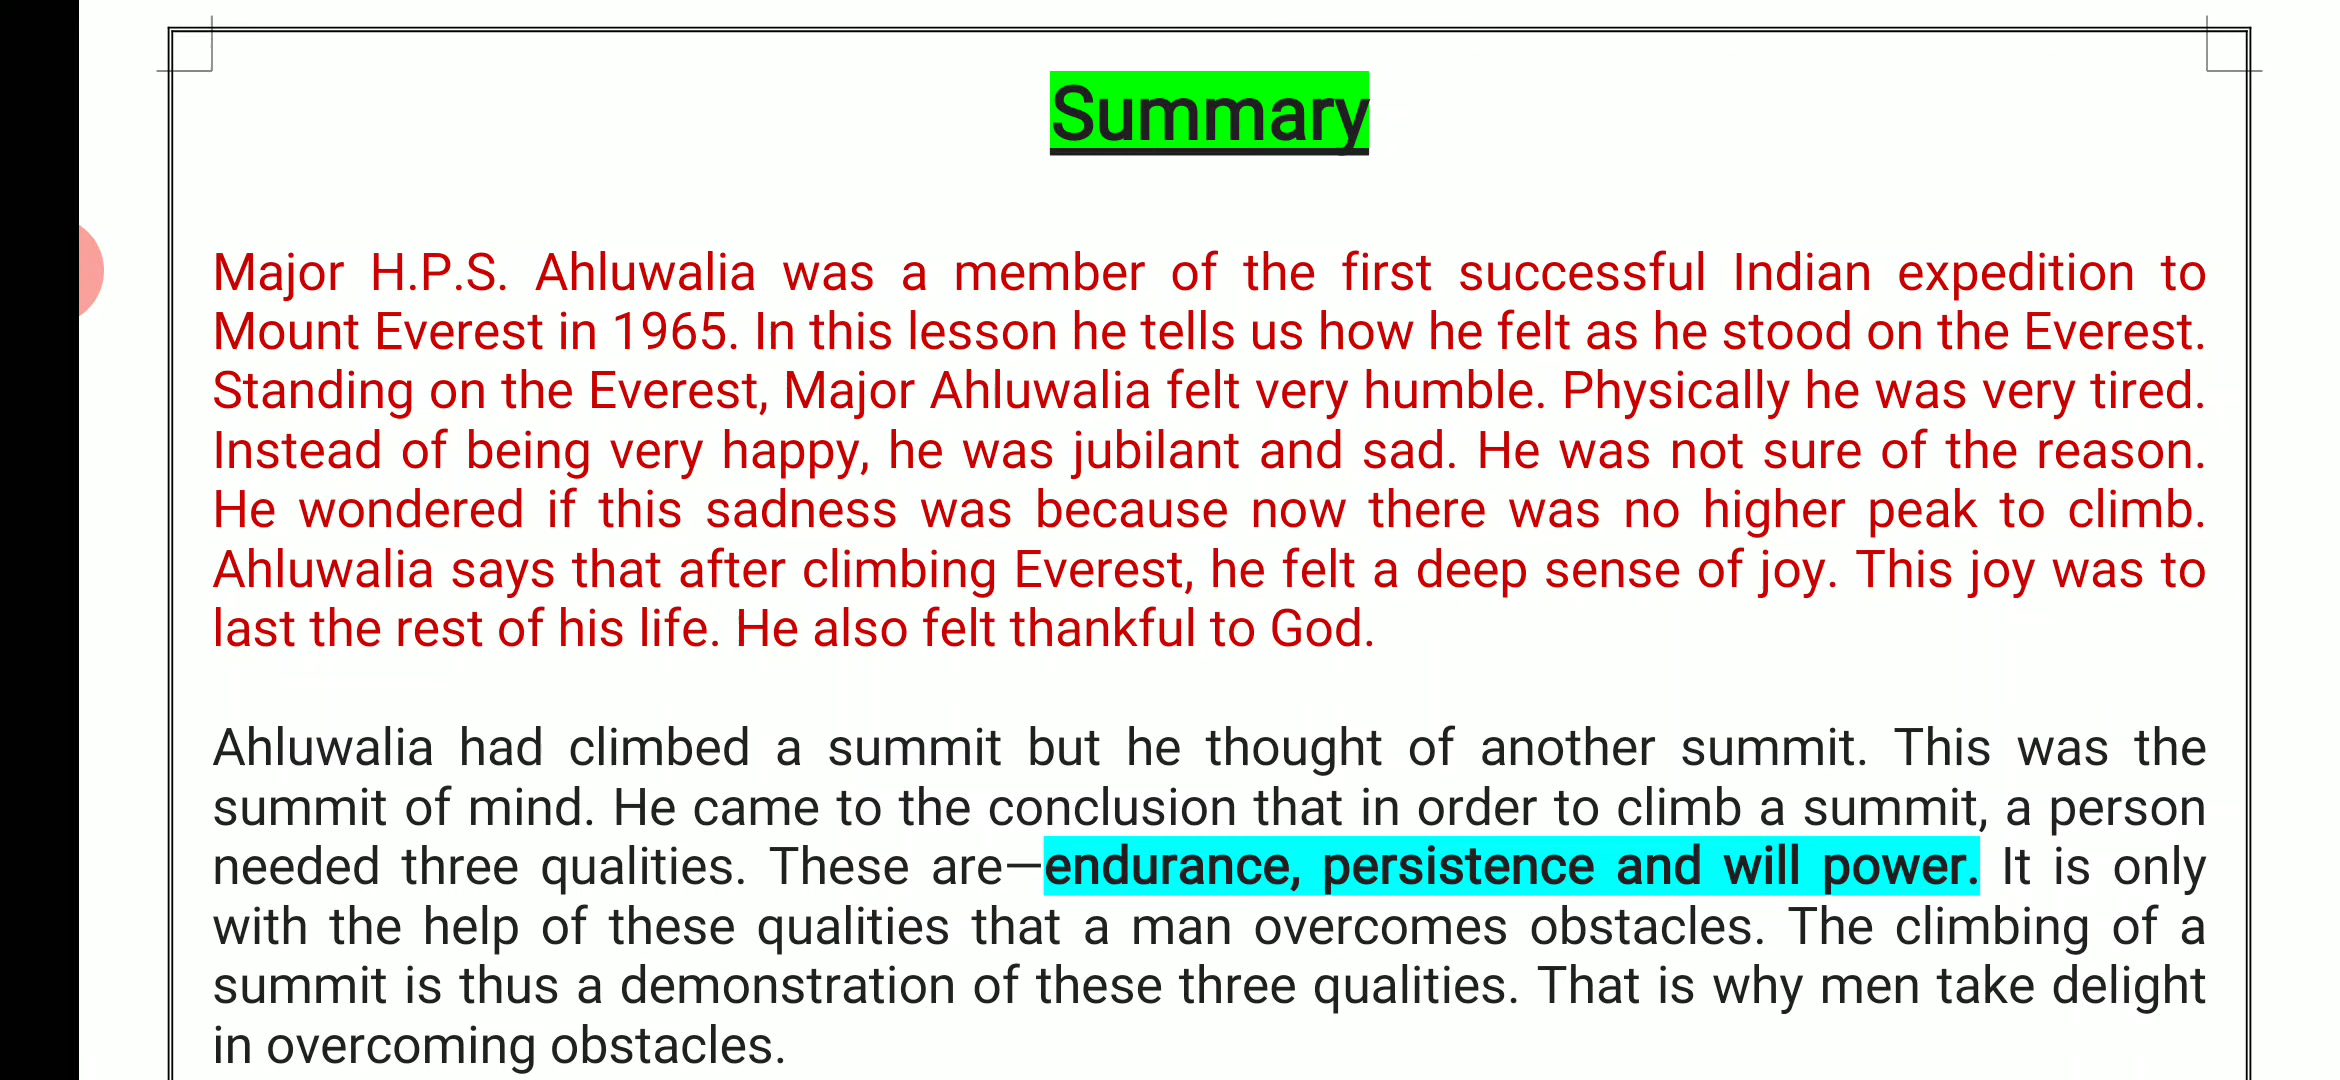 Summary
Major H.P.S. Ahluwalia was a member of the first successful Indian expedition to
Mount Everest in 1965. In this lesson he tells us how he felt as he stood on the Everest.
Standing on the Everest, Major Ahluwalia felt very humble. Physically he was very tired.
Instead of being very happy, he was jubilant and sad. He was not sure of the reason.
He wondered if this sadness was because now there was no higher peak to climb.
Ahluwalia says that after climbing Everest, he felt a deep sense of joy. This joy was to
last the rest of his life. He also felt thankful to God.
Ahluwalia had climbed a summit but he thought of another summit. This was the
summit of mind. He came to the conclusion that in order to climb a summit, a person
needed three qualities. These are—endurance, persistence and will power. It is only
with the help of these qualities that a man overcomes obstacles. The climbing of a
summit is thus a demonstration of these three qualities. That is why men take delight
in overcoming obstacles.